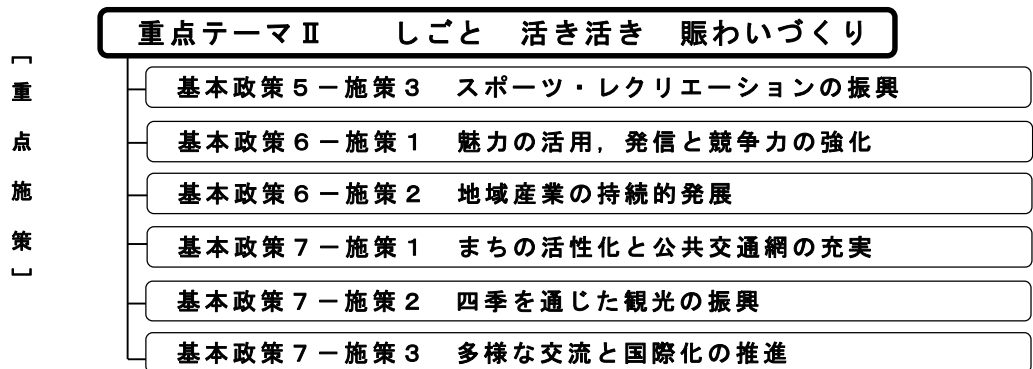 重点テーマⅡ　しごと　活き活き　賑わいづくり
［重点施策］
基本政策５－施策３　スポーツ・レクリエーションの振興
基本政策６－施策１　魅力の活用，発信と競争力の強化
基本政策６－施策２　地域産業の持続的発展
基本政策７－施策１　まちの活性化と公共交通網の充実
基本政策７－施策２　四季を通じた観光の振興
基本政策７－施策３　多様な交流と国際化の推進